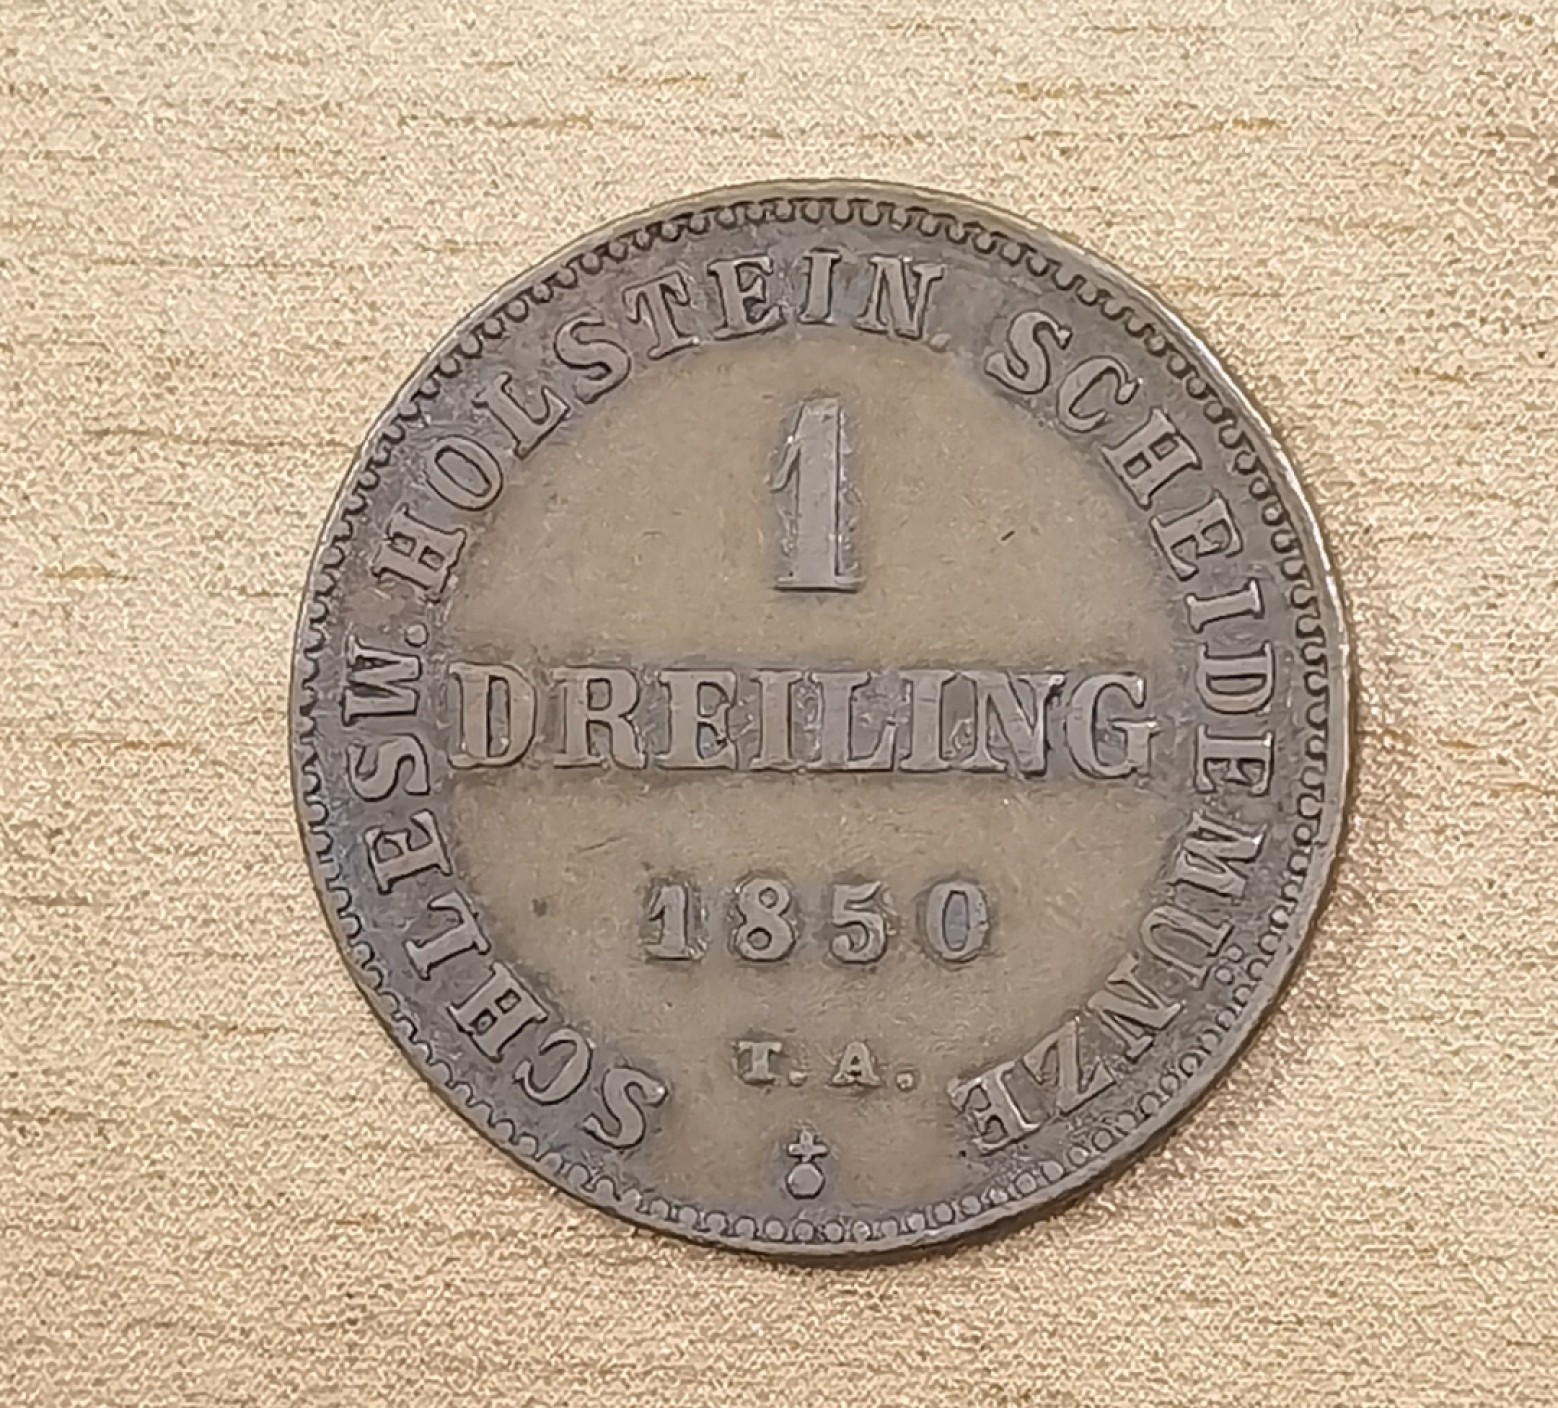 SCHLESW. HOLSTEIN. SCHEIDEMÜNZE
1
DREILING
1850
T. A.